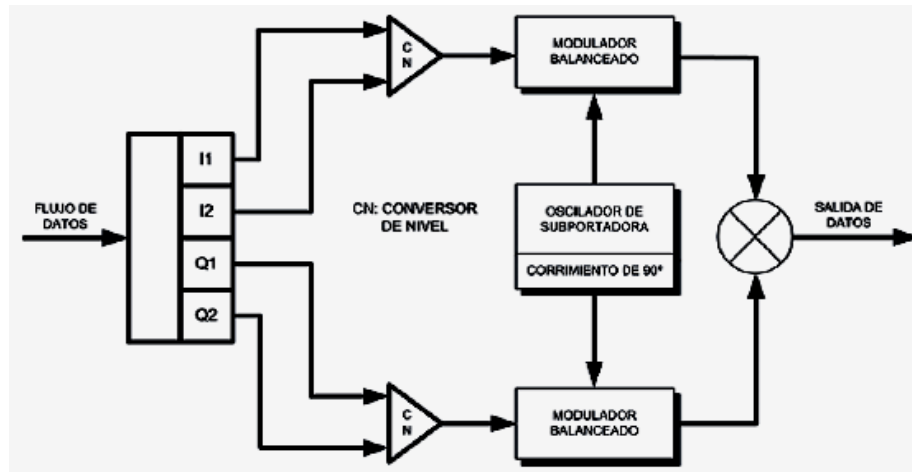 C
N
MODULADOR
BALANCEADO
I1
I2
Q1
Q2
FLUJO DE
DATOS
CN: CONVERSOR
DE NIVEL
OSCILADOR DE
SUBPORTADORA
CORRIMIENTO DE 90°
SALIDA DE
DATOS
C
N
MODULADOR
BALANCEADO